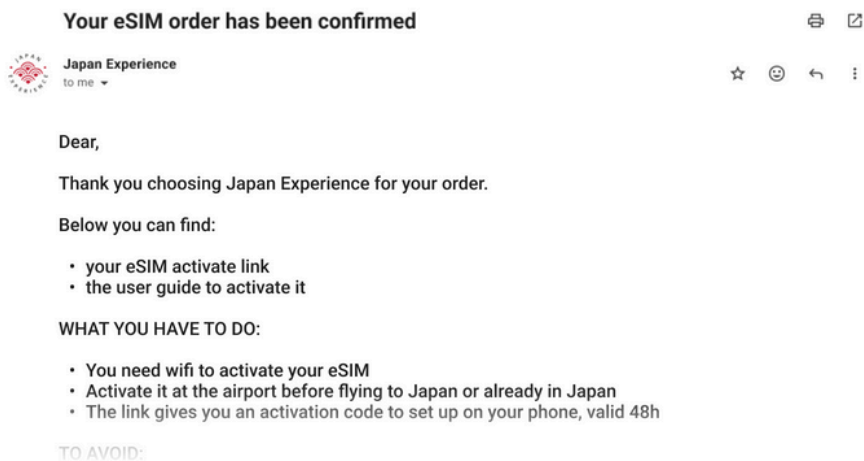 Your eSIM order has been confirmed
JAPAN EXPERIENCE
Japan Experience
to me
Dear,
Thank you choosing Japan Experience for your order.
Below you can find:
• your eSIM activate link
• the user guide to activate it
WHAT YOU HAVE TO DO:
• You need wifi to activate your eSIM
• Activate it at the airport before flying to Japan or already in Japan
• The link gives you an activation code to set up on your phone, valid 48h
TO AVOID: